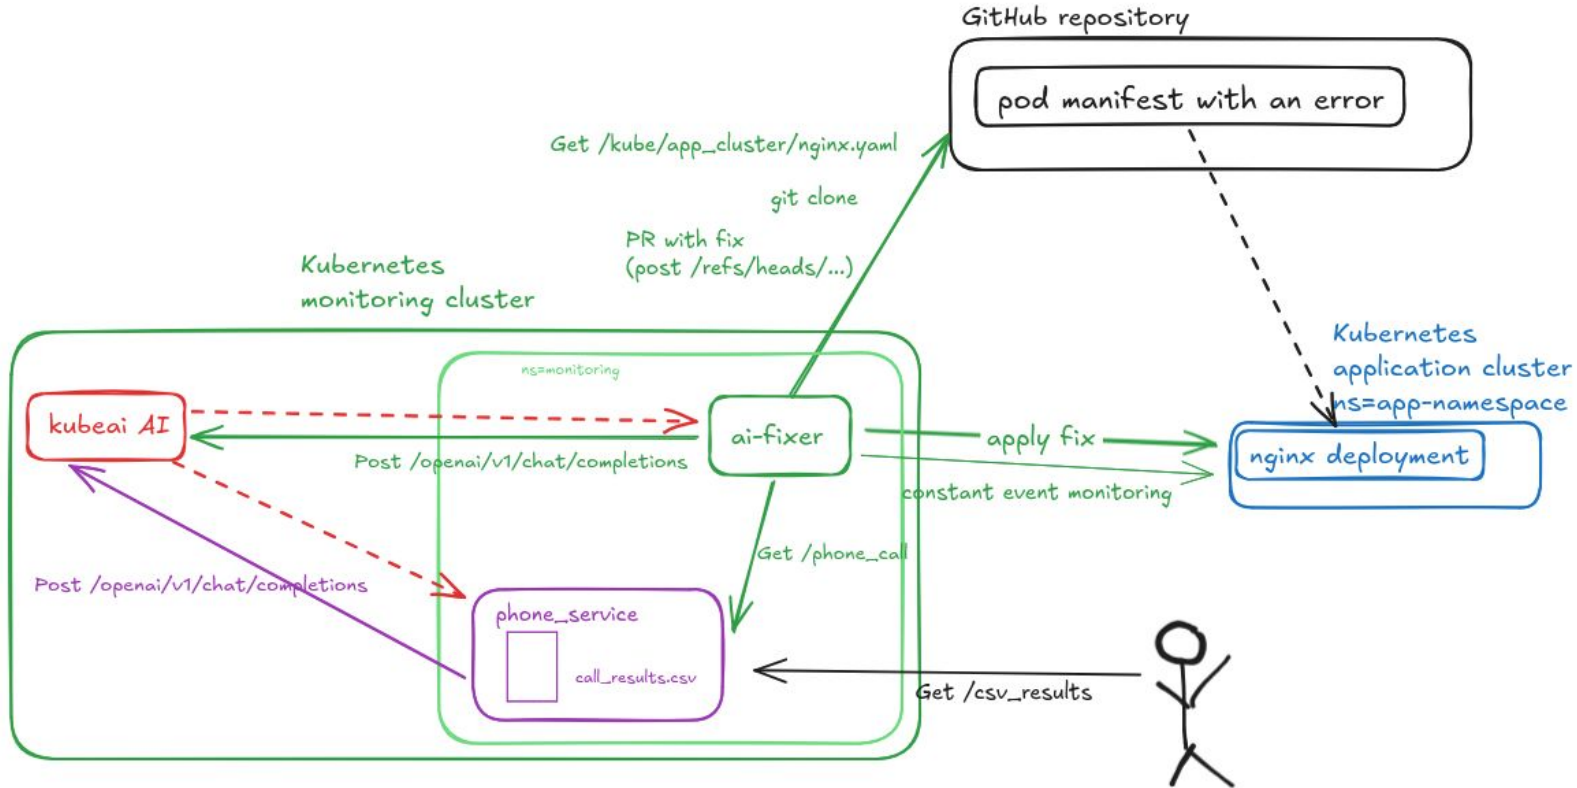 GitHub repository
pod manifest with an error
Get /kube/app_cluster/nginx.yaml
git clone
PR with fix
(post /refs/heads/...)
Kubernetes
monitoring cluster
Kubernetes
application cluster
ns=app-namespace
ns=monitoring
kubeai AI
ai-fixer
apply fix
nginx deployment
Post /openai/v1/chat/completions
constant event monitoring
Get /phone_call
Post /openai/v1/chat/completions
phone_service
call_results.csv
Get /csv_results